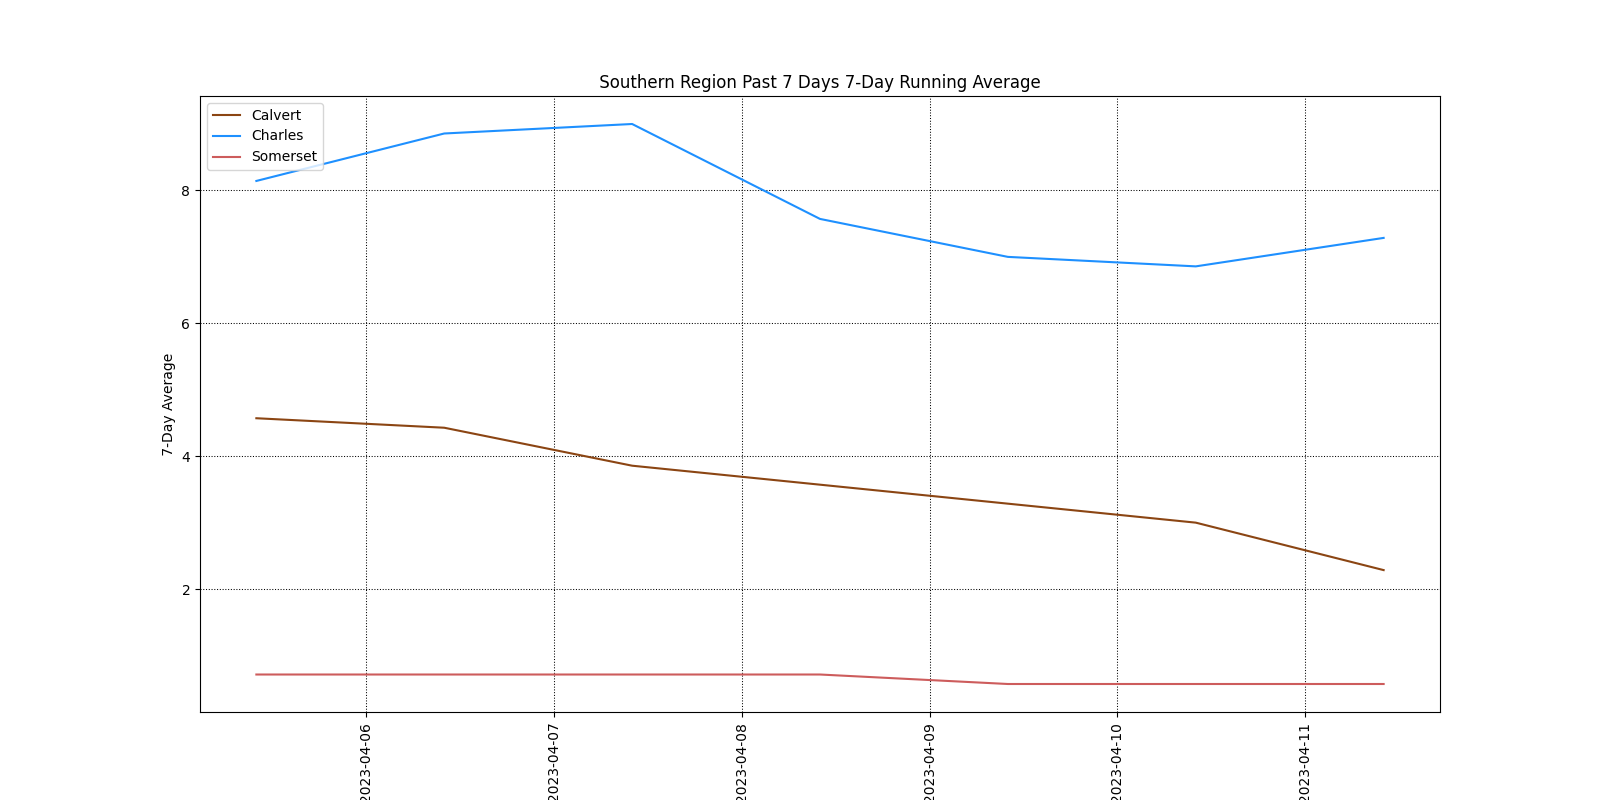 Southern Region Past 7 Days 7-Day Running Average
Calvert
Charles
Somerset
8
6
4
2
7-Day Average
2023-04-06
2023-04-07
2023-04-08
2023-04-09
2023-04-10
2023-04-11